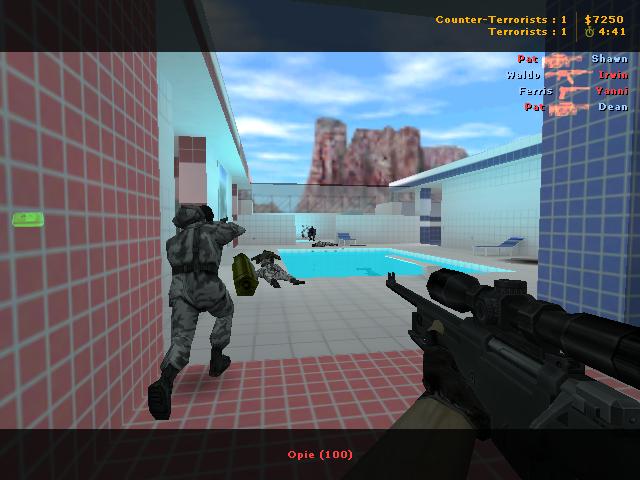 Counter-Terrorists : 1 $7250
Terrorists : 1 4:41
Pat Shawn
Waldo Irwin
Ferris Yanni
Pat Dean
Opie (100)